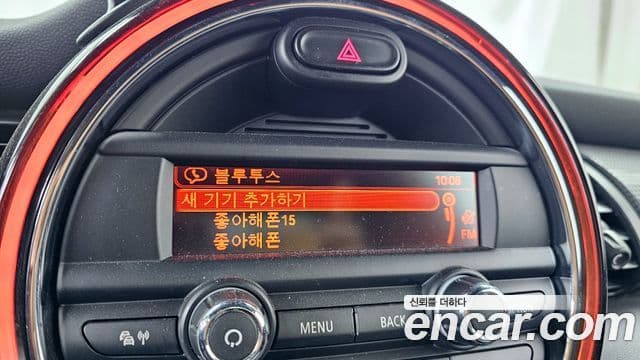 블루투스 10:06
새 기기 추가하기
좋아해폰15
좋아해폰
FM
MENU
BACK
신뢰를 더하다
encar.com